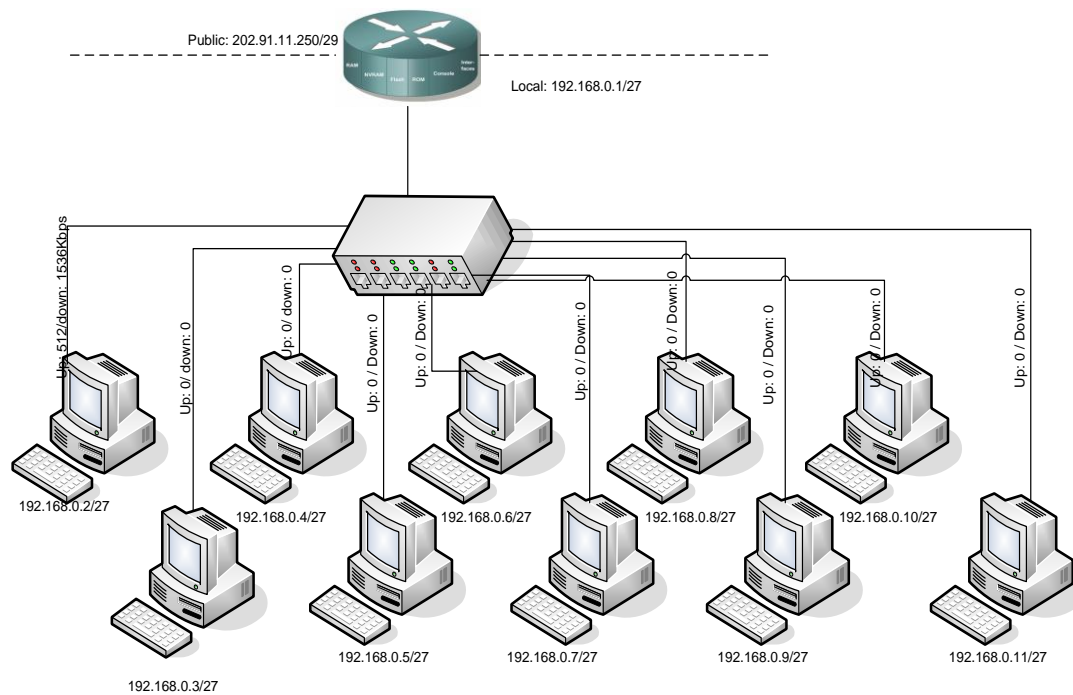 Public: 202.91.11.250/29
RAM
NVRAM
Flash
ROM
Console
Inter-
faces
Local: 192.168.0.1/27
Up: 512/down: 1536Kbps
Up: 0/ down: 0
Up: 0/ down: 0
Up: 0 / Down: 0
Up: 0 / Down: 0
Up: 0 / Down: 0
Up: 0 / Down: 0
Up: 0 / Down: 0
Up: 0 / Down: 0
Up: 0 / Down: 0
192.168.0.2/27
192.168.0.4/27
192.168.0.6/27
192.168.0.8/27
192.168.0.10/27
192.168.0.3/27
192.168.0.5/27
192.168.0.7/27
192.168.0.9/27
192.168.0.11/27